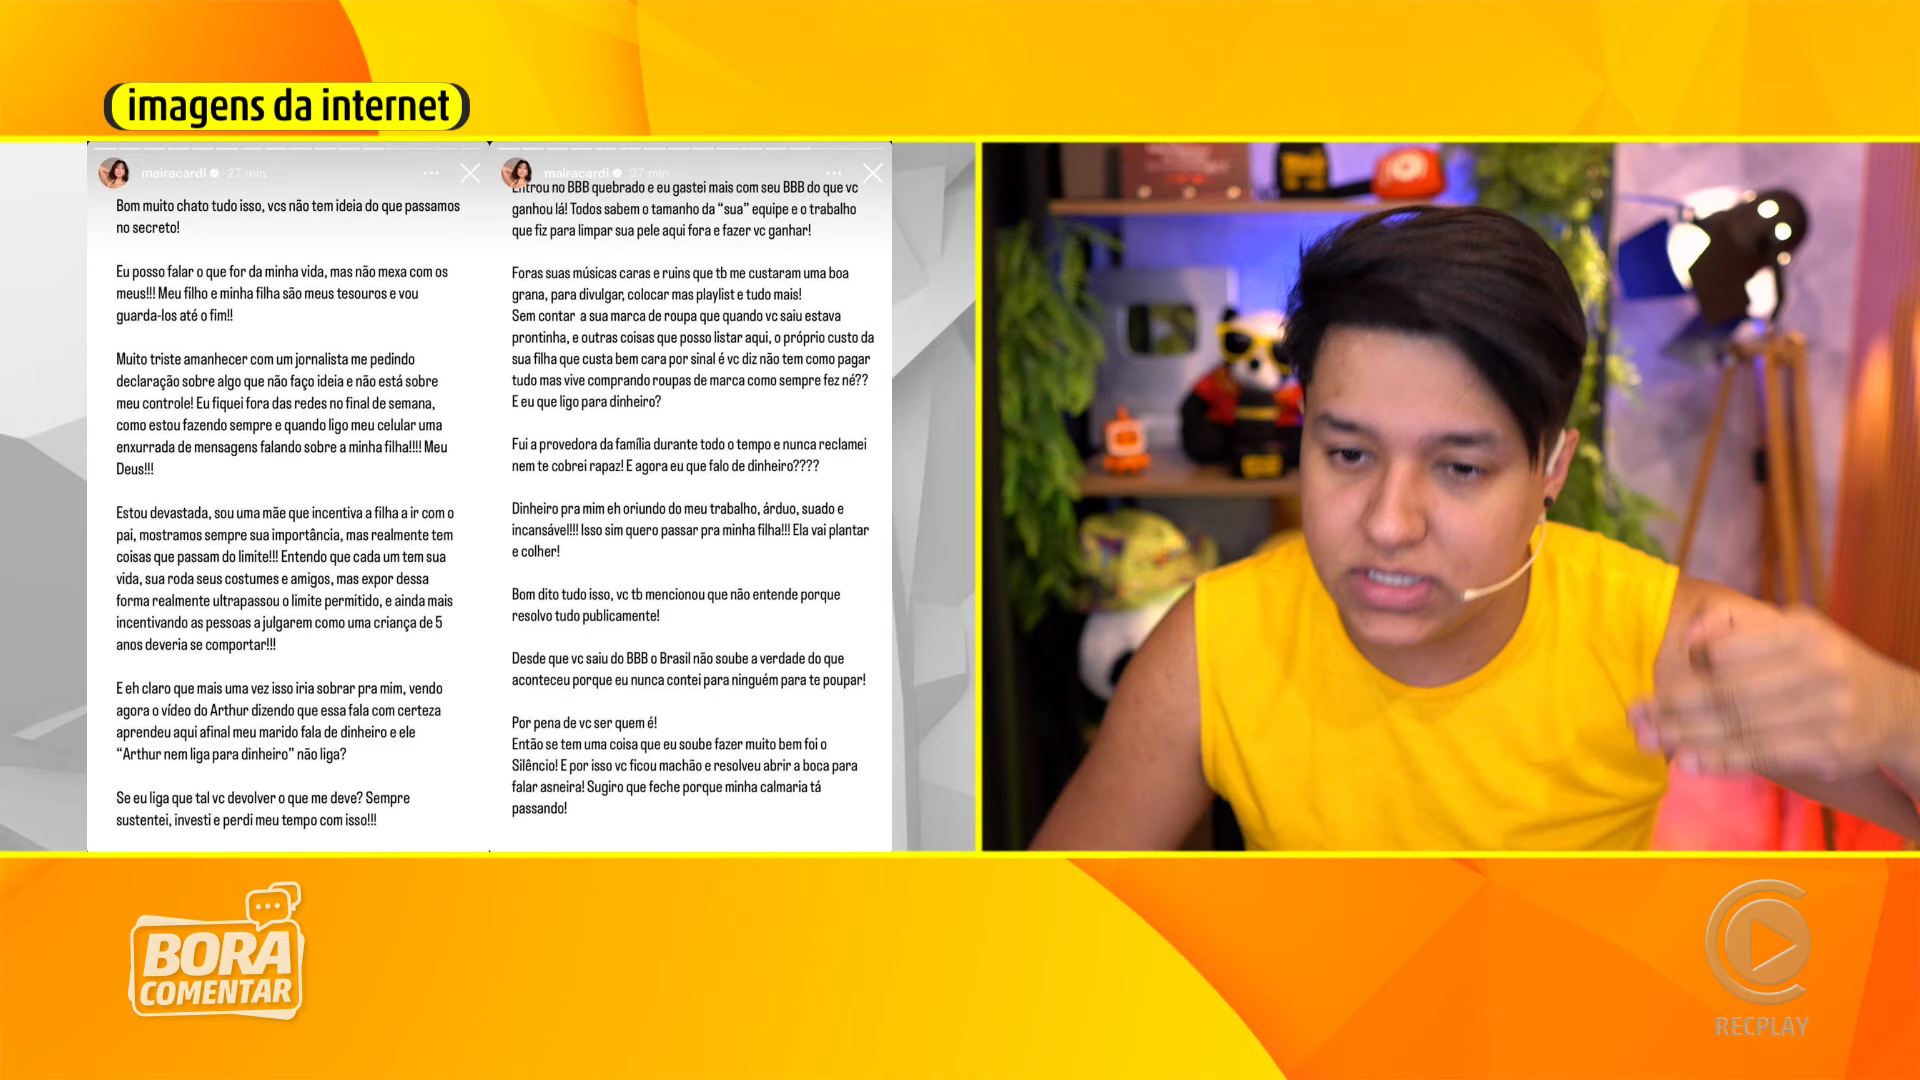 imagens da internet
mairacardi 27 min
Bom muito chato tudo isso, vcs não tem ideia do que passamos
no secreto!
Eu posso falar o que for da minha vida, mas não mexa com os
meus!!! Meu filho e minha filha são meus tesouros e vou
guarda-los até o fim!!
Muito triste amanhecer com um jornalista me pedindo
declaração sobre algo que não faço ideia e não está sobre
meu controle! Eu fiquei fora das redes no final de semana,
como estou fazendo sempre e quando ligo meu celular uma
enxurrada de mensagens falando sobre a minha filha!!!! Meu
Deus!!!
Estou devastada, sou uma mãe que incentiva a filha a ir com o
pai, mostramos sempre sua importância, mas realmente tem
coisas que passam do limite!!! Entendo que cada um tem sua
vida, sua roda seus costumes e amigos, mas expor dessa
forma realmente ultrapassou o limite permitido, e ainda mais
incentivando as pessoas a julgarem como uma criança de 5
anos deveria se comportar!!!
E eh claro que mais uma vez isso iria sobrar pra mim, vendo
agora o vídeo do Arthur dizendo que essa fala com certeza
aprendeu aqui afinal meu marido fala de dinheiro e ele
“Arthur nem liga para dinheiro” não liga?
Se eu liga que tal vc devolver o que me deve? Sempre
sustentei, investi e perdi meu tempo com isso!!!
mairacardi 27 min
Entrou no BBB quebrado e eu gastei mais com seu BBB do que vc
ganhou lá! Todos sabem o tamanho da “sua” equipe e o trabalho
que fiz para limpar sua pele aqui fora e fazer vc ganhar!
Foras suas músicas caras e ruins que tb me custaram uma boa
grana, para divulgar, colocar mas playlist e tudo mais!
Sem contar a sua marca de roupa que quando vc saiu estava
prontinha, e outras coisas que posso listar aqui, o próprio custo da
sua filha que custa bem cara por sinal é vc diz não tem como pagar
tudo mas vive comprando roupas de marca como sempre fez né??
E eu que ligo para dinheiro?
Fui a provedora da família durante todo o tempo e nunca reclamei
nem te cobrei rapaz! E agora eu que falo de dinheiro????
Dinheiro pra mim eh oriundo do meu trabalho, árduo, suado e
incansável!!!! Isso sim quero passar pra minha filha!!! Ela vai plantar
e colher!
Bom dito tudo isso, vc tb mencionou que não entende porque
resolvo tudo publicamente!
Desde que vc saiu do BBB o Brasil não soube a verdade do que
aconteceu porque eu nunca contei para ninguém para te poupar!
Por pena de vc ser quem é!
Então se tem uma coisa que eu soube fazer muito bem foi o
Silêncio! E por isso vc ficou machão e resolveu abrir a boca para
falar asneira! Sugiro que feche porque minha calmaria tá
passando!
BORA
COMENTAR
RECPLAY